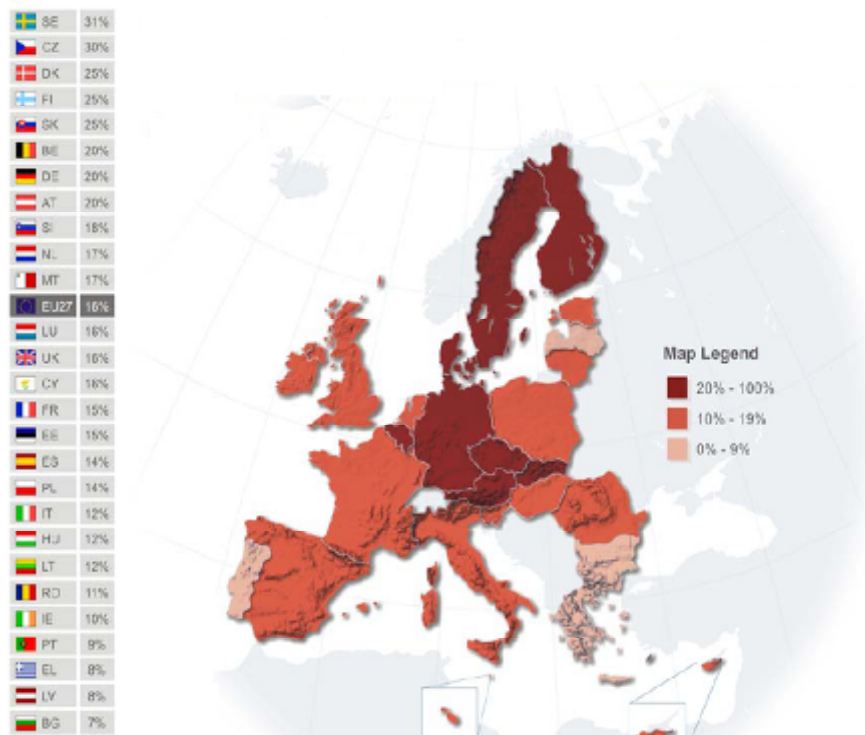 SE 31%
CZ 30%
DK 25%
FI 25%
SK 25%
BE 20%
DE 20%
AT 20%
SI 18%
NL 17%
MT 17%
EU27 16%
LU 16%
UK 16%
CY 16%
FR 15%
EE 15%
ES 14%
PL 14%
IT 12%
HU 12%
LT 12%
RO 11%
IE 10%
PT 9%
EL 8%
LV 8%
BG 7%
Map Legend
20% - 100%
10% - 19%
0% - 9%